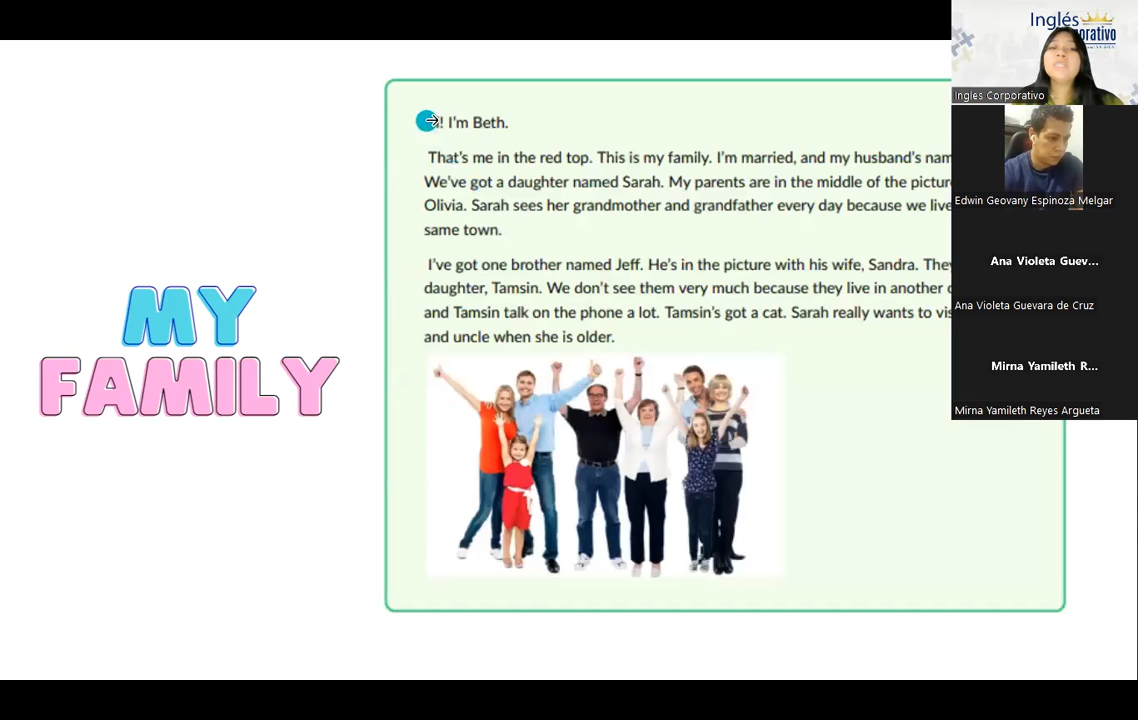 MY
FAMILY
! I'm Beth.
That's me in the red top. This is my family. I'm married, and my husband's
We've got a daughter named Sarah. My parents are in the middle of the
Olivia. Sarah sees her grandmother and grandfather every day because we live
same town.
I've got one brother named Jeff. He's in the picture with his wife, Sandra.
daughter, Tamsin. We don't see them very much because they live in another
and Tamsin talk on the phone a lot. Tamsin's got a cat. Sarah really wants to
and uncle when she is older.
Inglés
Ingles Corporativo
Edwin Geovany Espinoza Melgar
Ana Violeta Guev...
Ana Violeta Guevara de Cruz
Mirna Yamileth R...
Mirna Yamileth Reyes Argueta